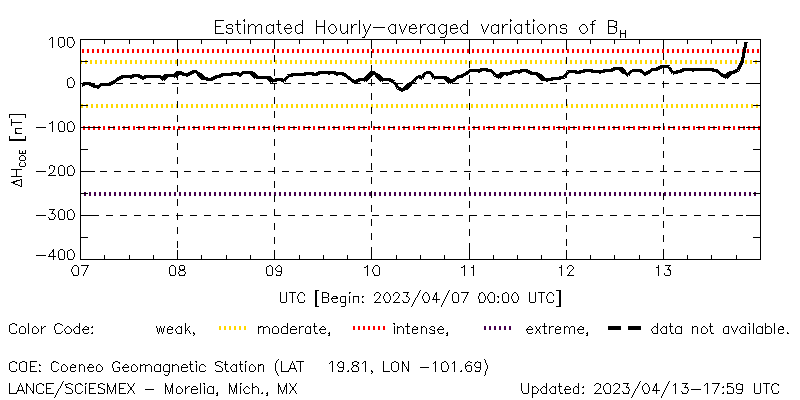 Estimated Hourly-averaged variations of BH
100
0
-100
-200
-300
-400
ΔHCOE [nT]
07 08 09 10 11 12 13
UTC [Begin: 2023/04/07 00:00 UTC]
Color Code: weak, moderate, intense, extreme, data not available.
COE: Coeneo Geomagnetic Station (LAT 19.81, LON -101.69)
LANCE/SCiESMEX - Morelia, Mich., MX Updated: 2023/04/13-17:59 UTC